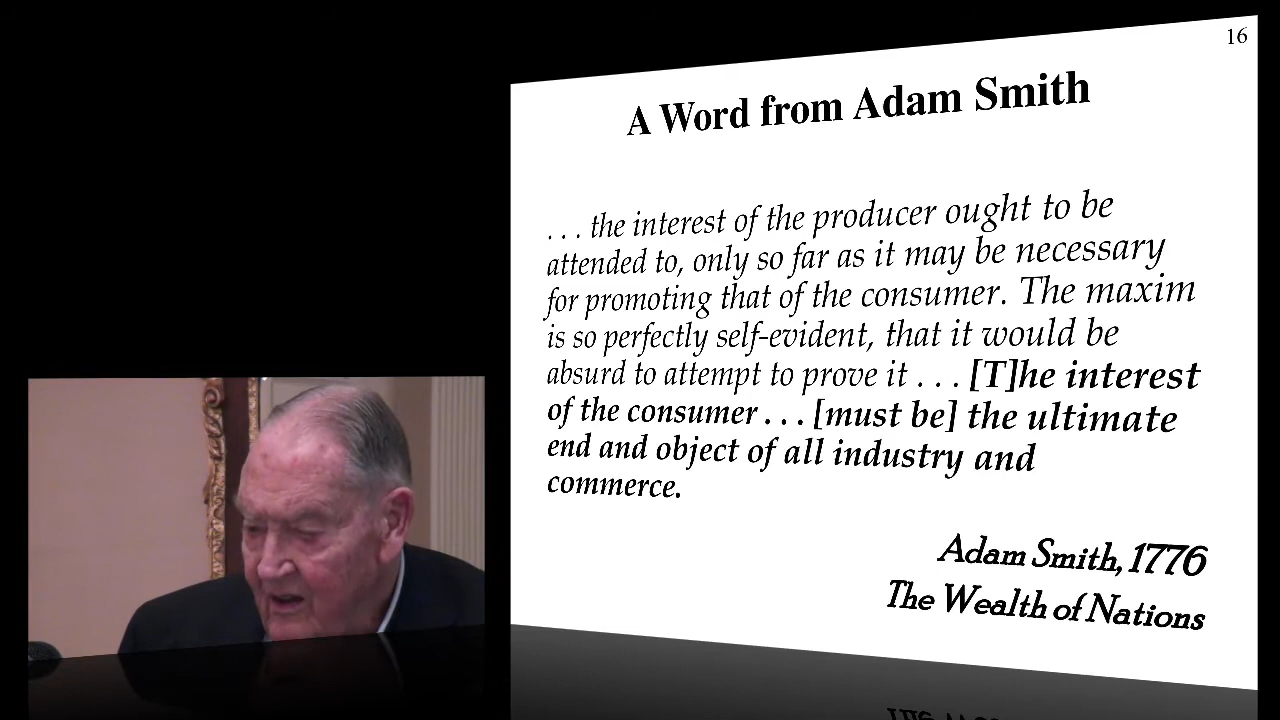 16
A Word from Adam Smith
. . . the interest of the producer ought to be
attended to, only so far as it may be necessary
for promoting that of the consumer. The maxim
is so perfectly self-evident, that it would be
absurd to attempt to prove it . . . [T]he interest
of the consumer . . . [must be] the ultimate
end and object of all industry and
commerce.
Adam Smith, 1776
The Wealth of Nations